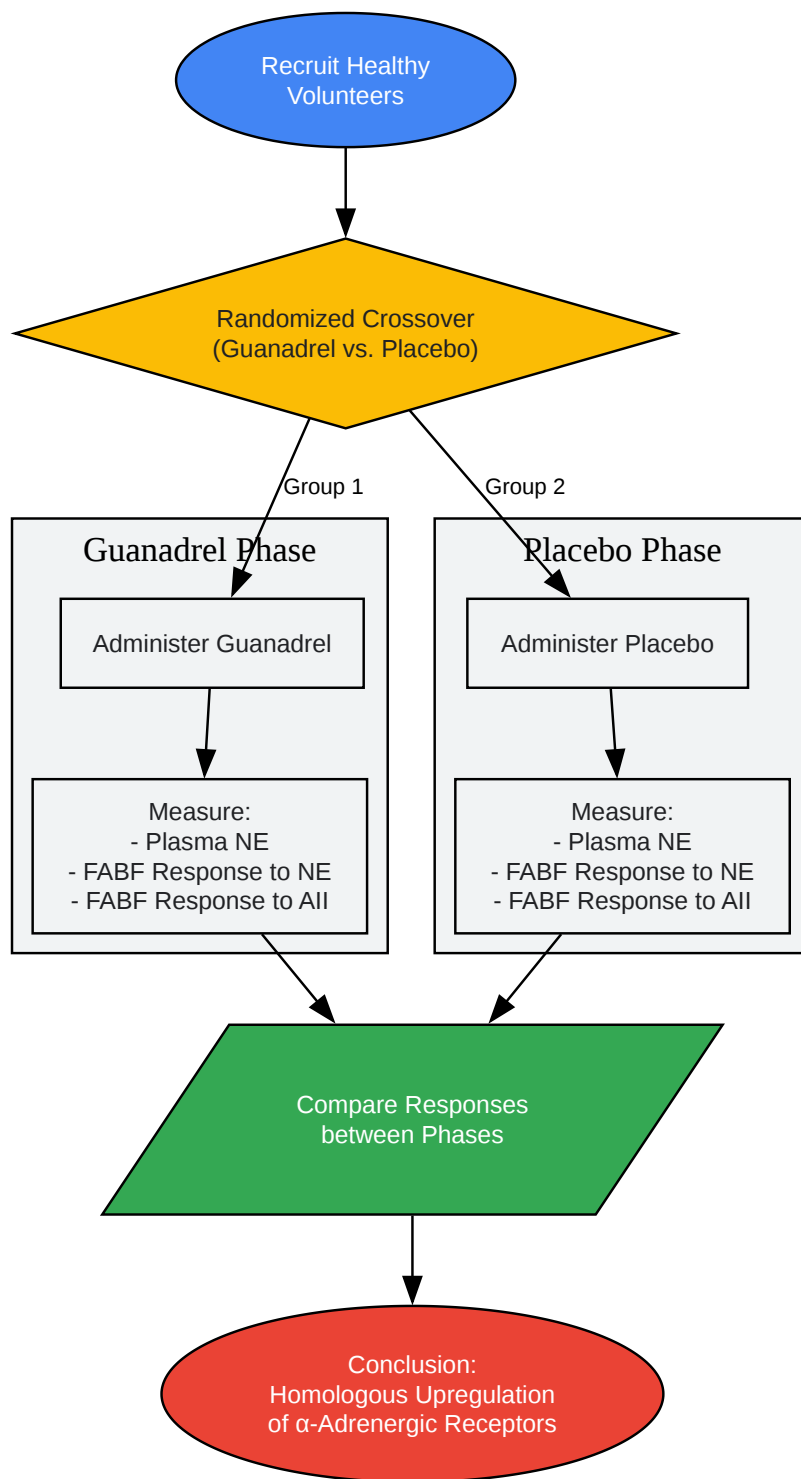 Recruit Healthy
Volunteers
Randomized Crossover
(Guanadrel vs. Placebo)
Group 1
Group 2
Guanadrel Phase
Administer Guanadrel
Measure:
- Plasma NE
- FABF Response to NE
- FABF Response to AII
Placebo Phase
Administer Placebo
Measure:
- Plasma NE
- FABF Response to NE
- FABF Response to AII
Compare Responses
between Phases
Conclusion:
Homologous Upregulation
of α-Adrenergic Receptors